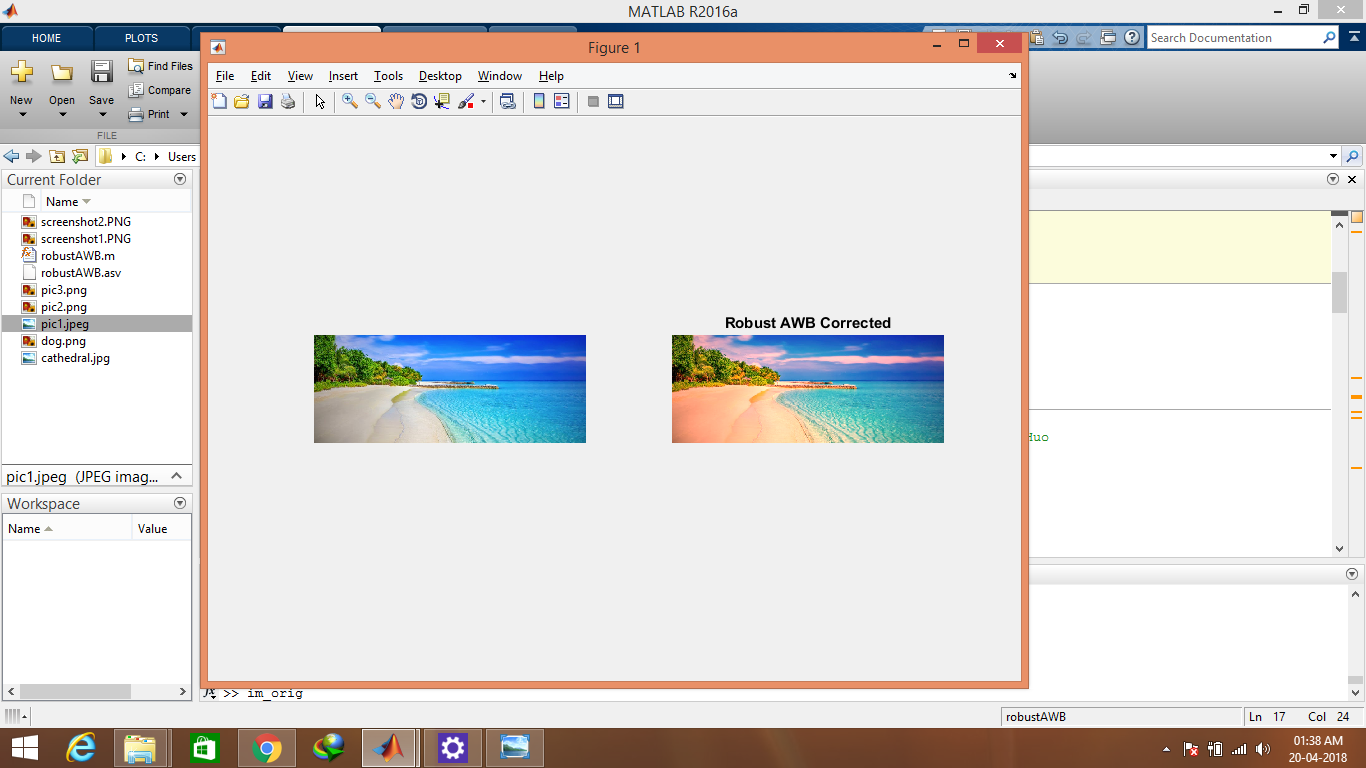 MATLAB R2016a
HOME
PLOTS
Search Documentation
Figure 1
File Edit View Insert Tools Desktop Window Help
New
Open
Save
Find Files
Compare
Print
FILE
C: Users
Current Folder
Name
screenshot2.PNG
screenshot1.PNG
robustAWB.m
robustAWB.asv
pic3.png
pic2.png
pic1.jpeg
dog.png
cathedral.jpg
pic1.jpeg (JPEG imag...
Workspace
Name Value
Robust AWB Corrected
>> im_orig
robustAWB
Ln 17 Col 24
01:38 AM
20-04-2018